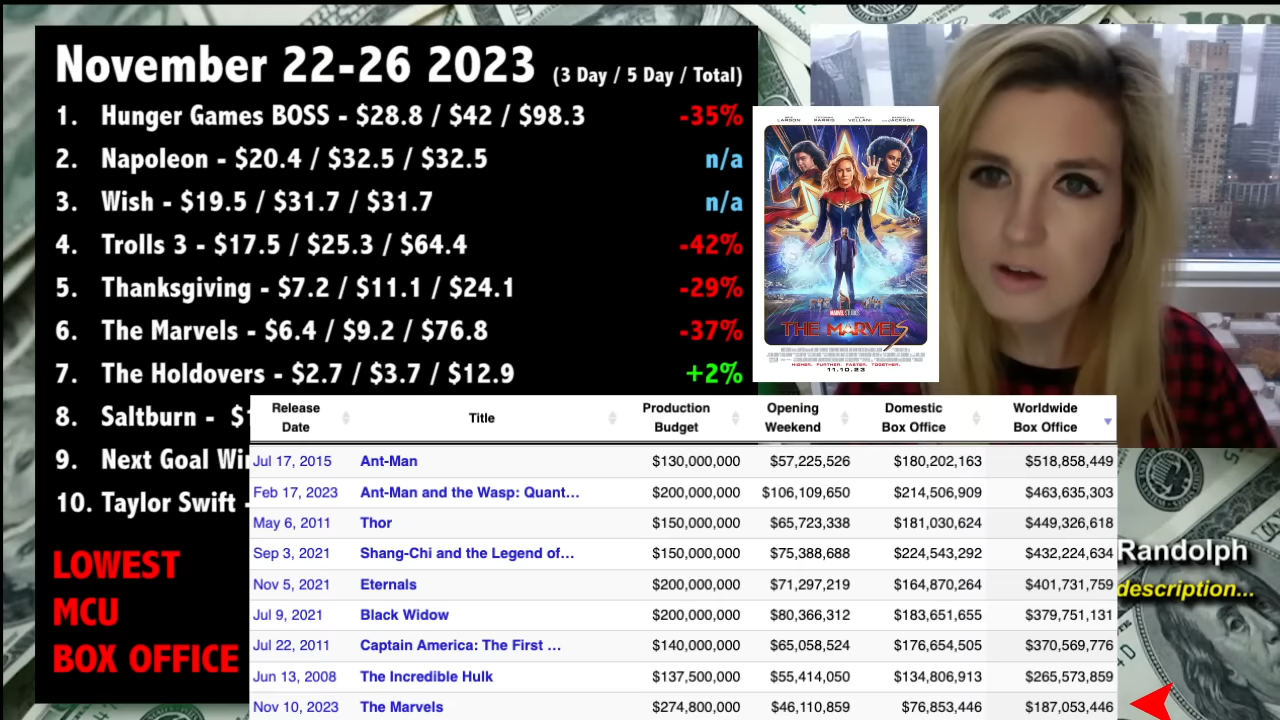 November 22-26 2023 (3 Day / 5 Day / Total)
1. Hunger Games BOSS - $28.8 / $42 / $98.3 -35%
2. Napoleon - $20.4 / $32.5 / $32.5 n/a
3. Wish - $19.5 / $31.7 / $31.7 n/a
4. Trolls 3 - $17.5 / $25.3 / $64.4 -42%
5. Thanksgiving - $7.2 / $11.1 / $24.1 -29%
6. The Marvels - $6.4 / $9.2 / $76.8 -37%
7. The Holdovers - $2.7 / $3.7 / $12.9 +2%
8. Saltburn - $
9. Next Goal Wi
10. Taylor Swift -
LOWEST
MCU
BOX OFFICE
LARSON PARRIS VELLANI JACKSON
MARVEL STUDIOS
THE MARVELS
HIGHER. FURTHER. FASTER. TOGETHER.
11.10.23
Release Date Title Production Budget Opening Weekend Domestic Box Office Worldwide Box Office
Jul 17, 2015 Ant-Man $130,000,000 $57,225,526 $180,202,163 $518,858,449
Feb 17, 2023 Ant-Man and the Wasp: Quant… $200,000,000 $106,109,650 $214,506,909 $463,635,303
May 6, 2011 Thor $150,000,000 $65,723,338 $181,030,624 $449,326,618
Sep 3, 2021 Shang-Chi and the Legend of… $150,000,000 $75,388,688 $224,543,292 $432,224,634
Nov 5, 2021 Eternals $200,000,000 $71,297,219 $164,870,264 $401,731,759
Jul 9, 2021 Black Widow $200,000,000 $80,366,312 $183,651,655 $379,751,131
Jul 22, 2011 Captain America: The First … $140,000,000 $65,058,524 $176,654,505 $370,569,776
Jun 13, 2008 The Incredible Hulk $137,500,000 $55,414,050 $134,806,913 $265,573,859
Nov 10, 2023 The Marvels $274,800,000 $46,110,859 $76,853,446 $187,053,446
Randolph
description...